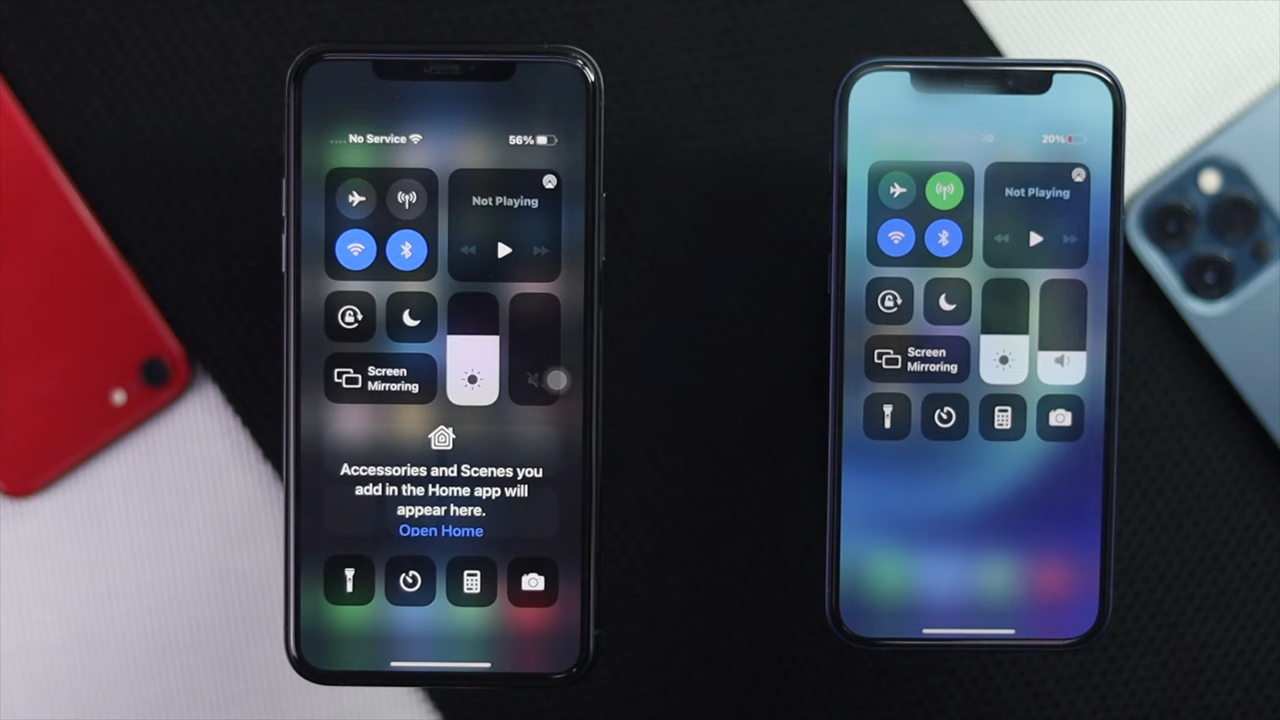 No Service
56%
Not Playing
Screen
Mirroring
Accessories and Scenes you
add in the Home app will
appear here.
Open Home
20%
Not Playing
Screen
Mirroring